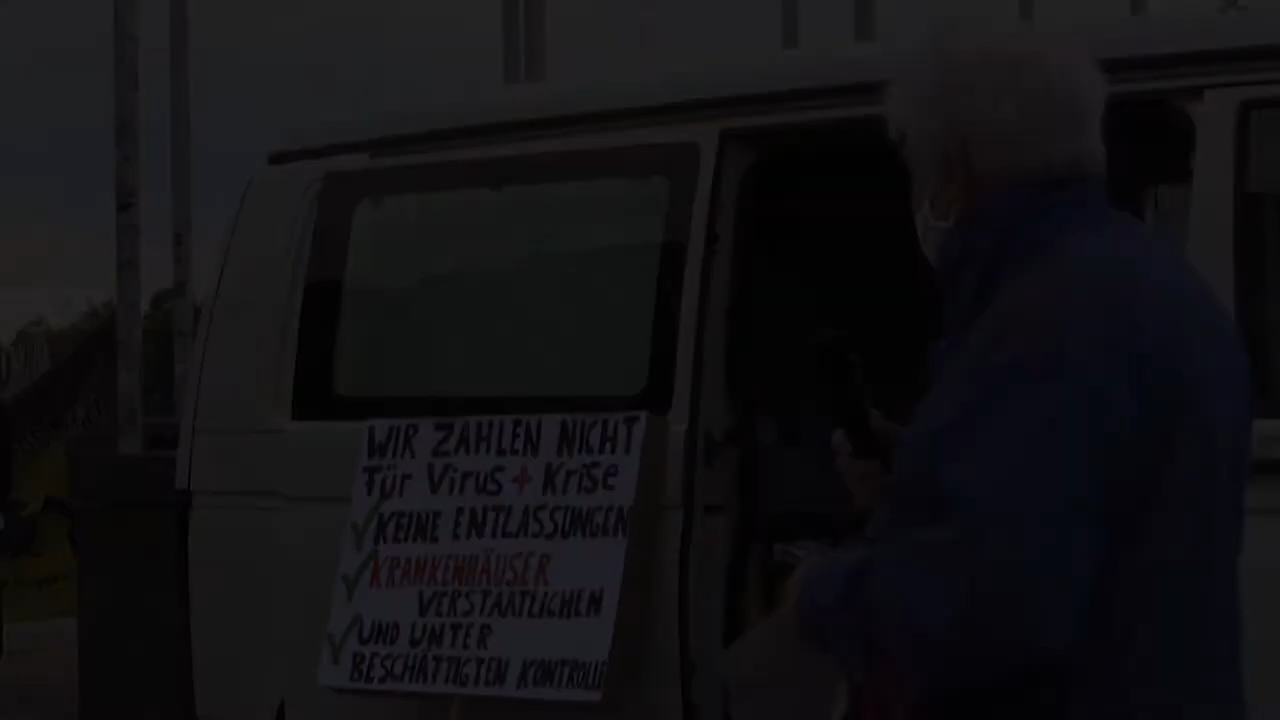 WIR ZAHLEN NICHT
Für Virus + Krise
KEINE ENTLASSUNGEN
KRANKENHÄUSER
VERSTAATLICHEN
UND UNTER
BESCHÄFTIGTEN KONTROLLE